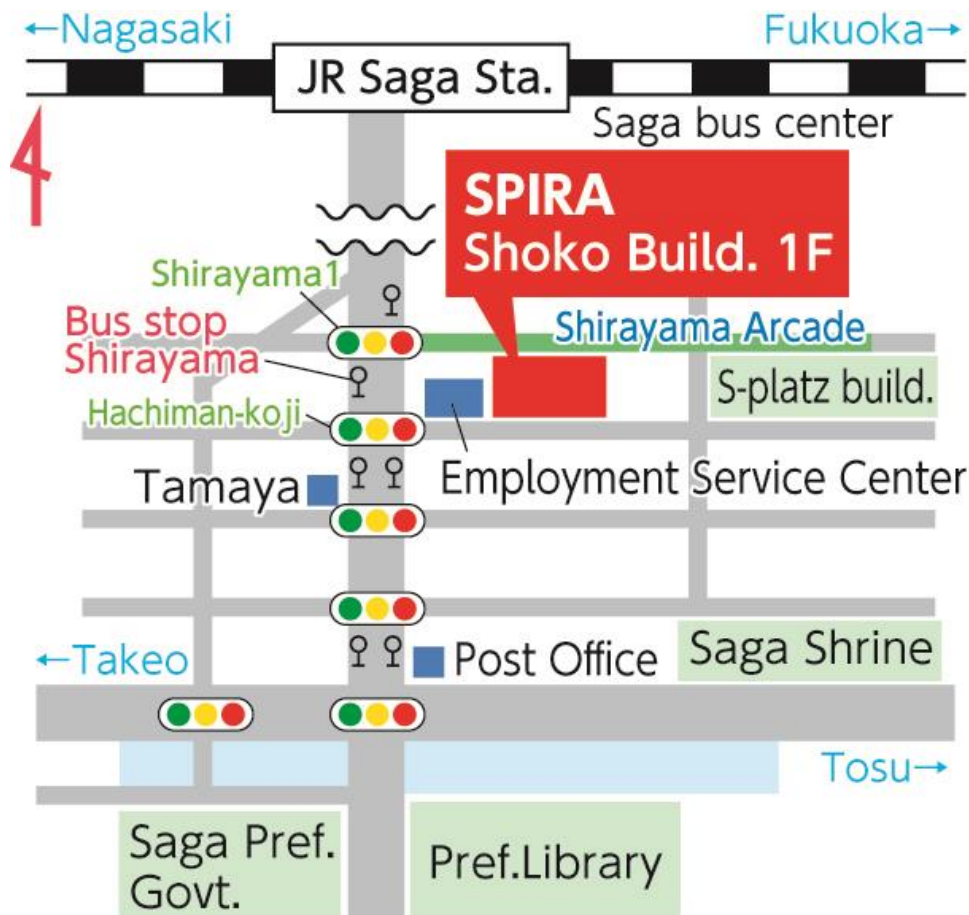 ←Nagasaki
Fukuoka→
JR Saga Sta.
Saga bus center
SPIRA
Shoko Build. 1F
Shirayama1
Bus stop
Shirayama
Shirayama Arcade
S-platz build.
Hachiman-koji
Tamaya
Employment Service Center
←Takeo
Post Office
Saga Shrine
Tosu→
Saga Pref.
Govt.
Pref.Library